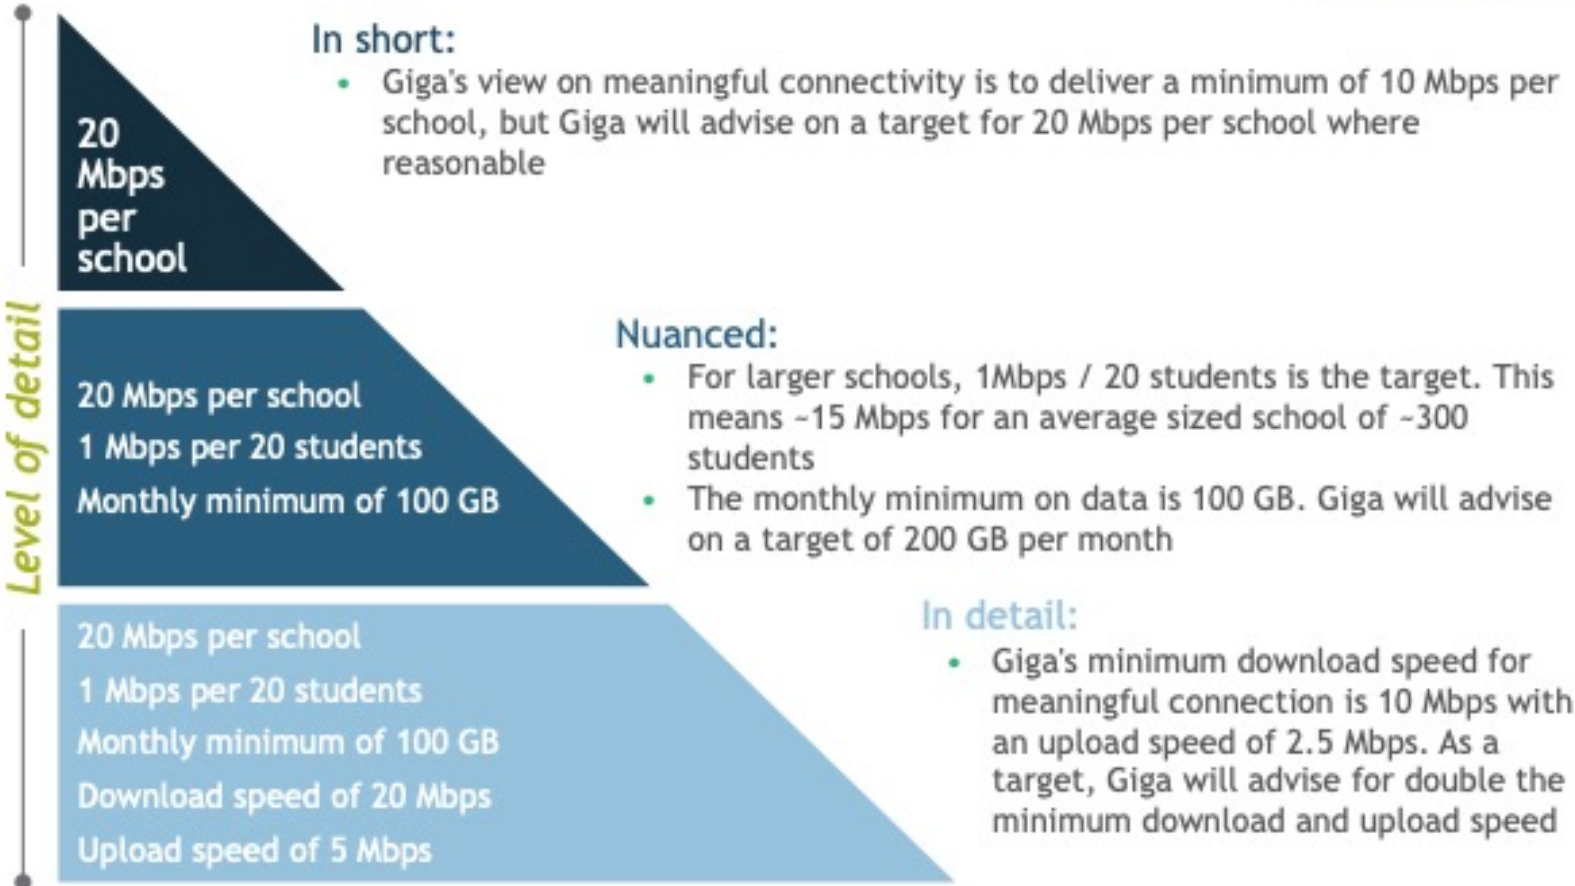 Level of detail
20
Mbps
per
school
In short:
• Giga's view on meaningful connectivity is to deliver a minimum of 10 Mbps per
school, but Giga will advise on a target for 20 Mbps per school where
reasonable
20 Mbps per school
1 Mbps per 20 students
Monthly minimum of 100 GB
Nuanced:
• For larger schools, 1Mbps / 20 students is the target. This
means ~15 Mbps for an average sized school of ~300
students
• The monthly minimum on data is 100 GB. Giga will advise
on a target of 200 GB per month
20 Mbps per school
1 Mbps per 20 students
Monthly minimum of 100 GB
Download speed of 20 Mbps
Upload speed of 5 Mbps
In detail:
• Giga's minimum download speed for
meaningful connection is 10 Mbps with
an upload speed of 2.5 Mbps. As a
target, Giga will advise for double the
minimum download and upload speed